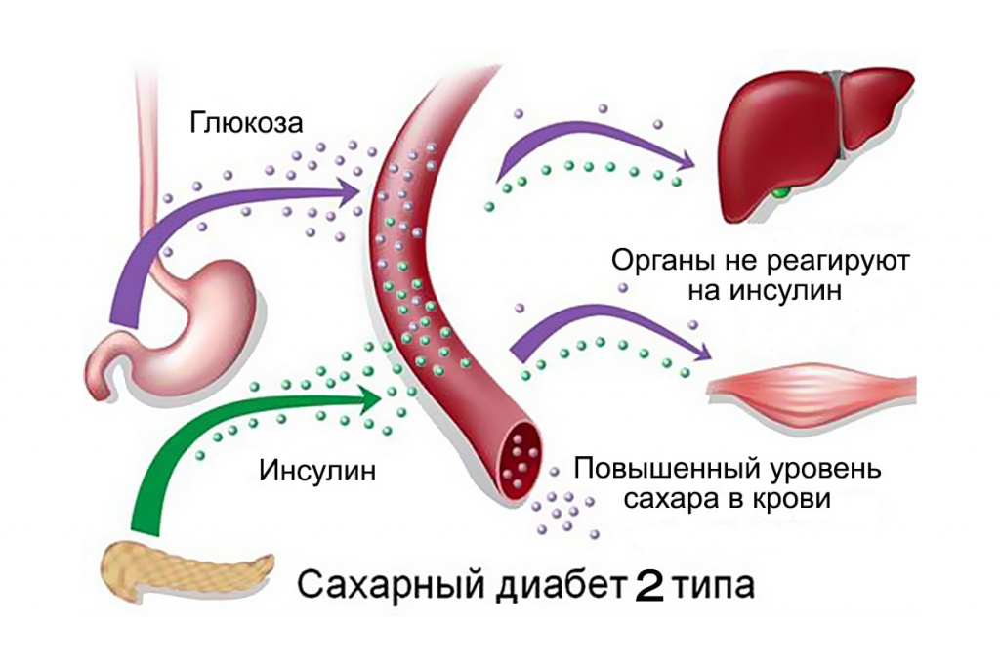 Глюкоза
Органы не реагируют
на инсулин
Инсулин
Повышенный уровень
сахара в крови
Сахарный диабет 2 типа